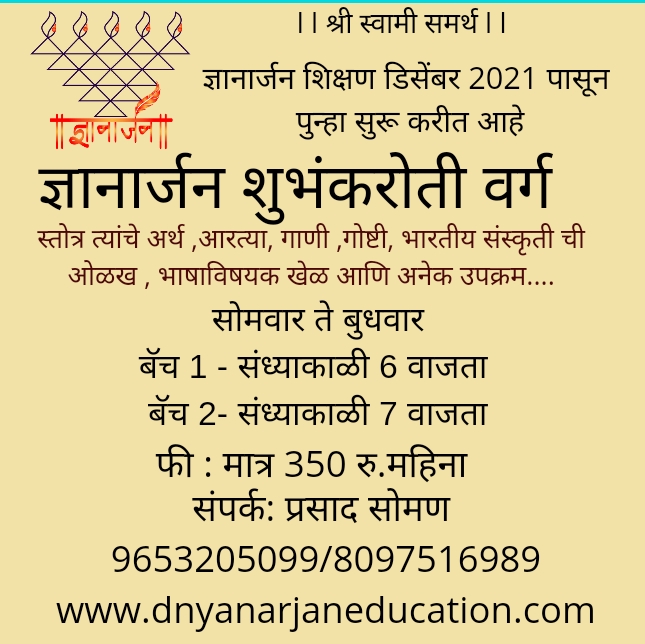 || श्री स्वामी समर्थ ||
ज्ञानार्जन शिक्षण डिसेंबर 2021 पासून
पुन्हा सुरू करीत आहे
||ज्ञानार्जन||
ज्ञानार्जन शुभंकरोती वर्ग
स्तोत्र त्यांचे अर्थ ,आरत्या, गाणी ,गोष्टी, भारतीय संस्कृती ची
ओळख , भाषाविषयक खेळ आणि अनेक उपक्रम....
सोमवार ते बुधवार
बॅच 1 - संध्याकाळी 6 वाजता
बॅच 2- संध्याकाळी 7 वाजता
फी : मात्र 350 रु.महिना
संपर्क: प्रसाद सोमण
9653205099/8097516989
www.dnyanarjaneducation.com